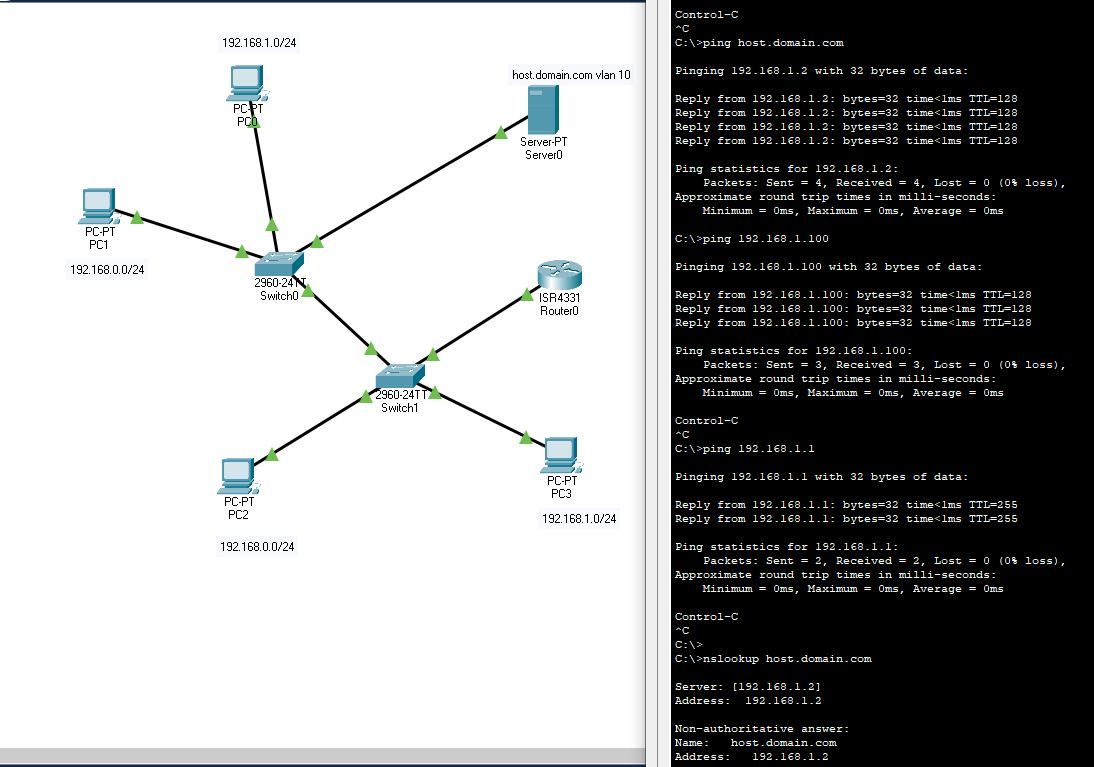 192.168.1.0/24
PC-PT
PC0
host.domain.com vlan 10
Server-PT
Server0
PC-PT
PC1
192.168.0.0/24
2960-24TT
Switch0
ISR4331
Router0
2960-24TT
Switch1
PC-PT
PC2
192.168.0.0/24
PC-PT
PC3
192.168.1.0/24
Control-C
^C
C:\>ping host.domain.com
Pinging 192.168.1.2 with 32 bytes of data:
Reply from 192.168.1.2: bytes=32 time<1ms TTL=128
Reply from 192.168.1.2: bytes=32 time<1ms TTL=128
Reply from 192.168.1.2: bytes=32 time<1ms TTL=128
Reply from 192.168.1.2: bytes=32 time<1ms TTL=128
Ping statistics for 192.168.1.2:
Packets: Sent = 4, Received = 4, Lost = 0 (0% loss),
Approximate round trip times in milli-seconds:
Minimum = 0ms, Maximum = 0ms, Average = 0ms
C:\>ping 192.168.1.100
Pinging 192.168.1.100 with 32 bytes of data:
Reply from 192.168.1.100: bytes=32 time<1ms TTL=128
Reply from 192.168.1.100: bytes=32 time<1ms TTL=128
Reply from 192.168.1.100: bytes=32 time<1ms TTL=128
Ping statistics for 192.168.1.100:
Packets: Sent = 3, Received = 3, Lost = 0 (0% loss),
Approximate round trip times in milli-seconds:
Minimum = 0ms, Maximum = 0ms, Average = 0ms
Control-C
^C
C:\>ping 192.168.1.1
Pinging 192.168.1.1 with 32 bytes of data:
Reply from 192.168.1.1: bytes=32 time<1ms TTL=255
Reply from 192.168.1.1: bytes=32 time<1ms TTL=255
Ping statistics for 192.168.1.1:
Packets: Sent = 2, Received = 2, Lost = 0 (0% loss),
Approximate round trip times in milli-seconds:
Minimum = 0ms, Maximum = 0ms, Average = 0ms
Control-C
^C
C:\>
C:\>nslookup host.domain.com
Server: [192.168.1.2]
Address: 192.168.1.2
Non-authoritative answer:
Name: host.domain.com
Address: 192.168.1.2